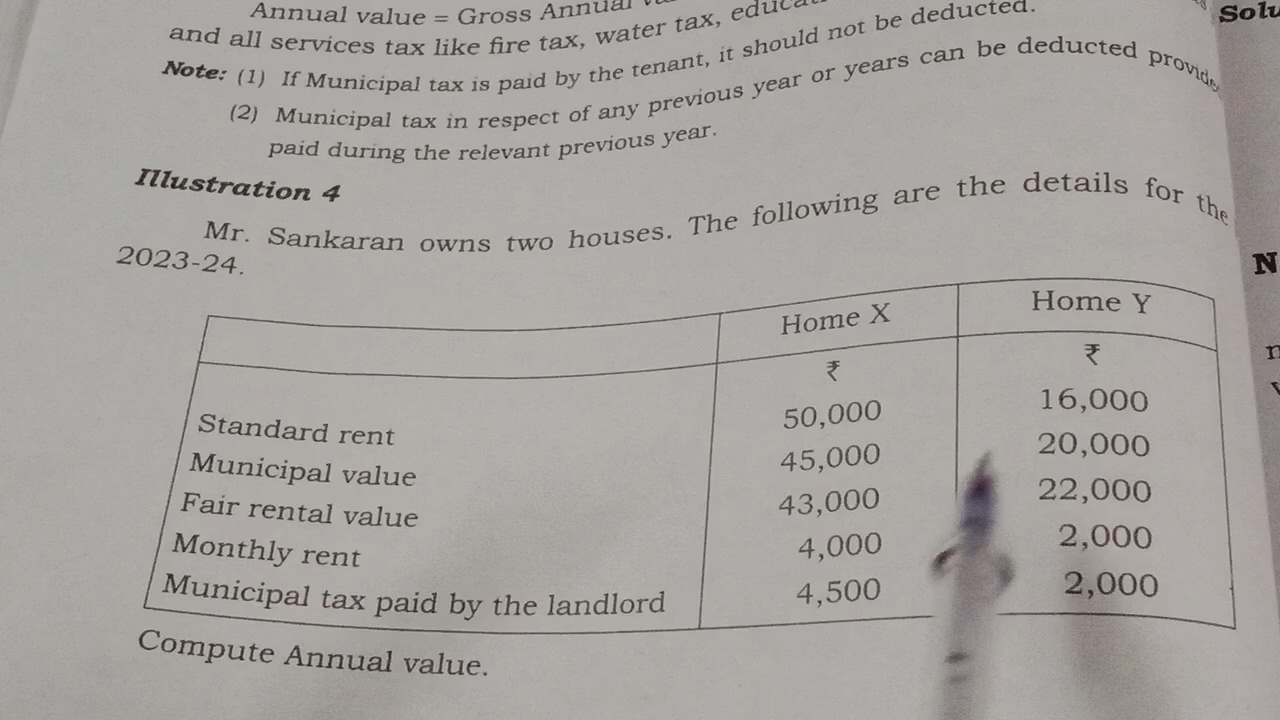 Annual value = Gross Annual
and all services tax like fire tax, water tax,
Note: (1) If Municipal tax is paid by the tenant, it should not be deducted.
(2) Municipal tax in respect of any previous year or years can be deducted provide
paid during the relevant previous year.
Illustration 4
Mr. Sankaran owns two houses. The following are the details for the
2023-24.
Home X Home Y
₹ ₹
Standard rent 50,000 16,000
Municipal value 45,000 20,000
Fair rental value 43,000 22,000
Monthly rent 4,000 2,000
Municipal tax paid by the landlord 4,500 2,000
Compute Annual value.
Solu
N